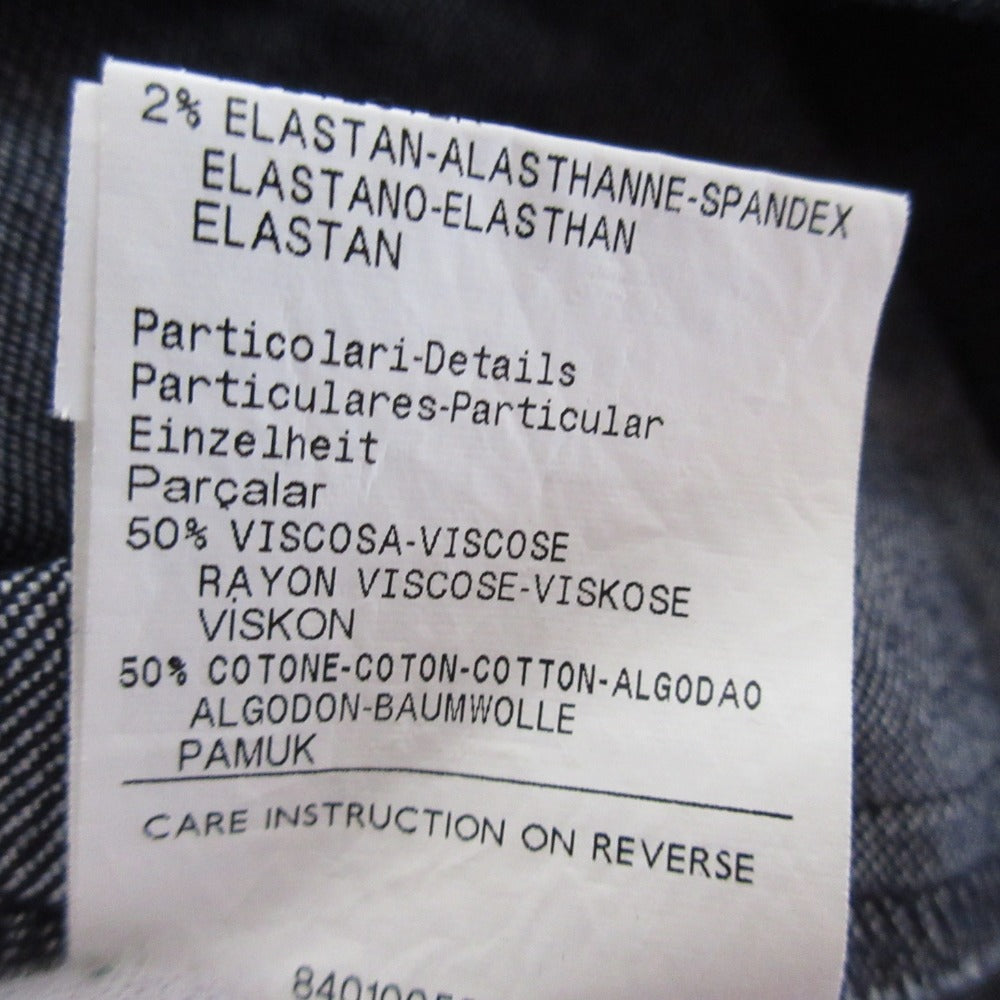 2% ELASTAN-ALASTHANNE-SPANDEX
ELASTANO-ELASTHAN
ELASTAN
Particolari-Details
Particulares-Particular
Einzelheit
Parçalar
50% VISCOSA-VISCOSE
RAYON VISCOSE-VISKOSE
VİSKON
50% COTONE-COTON-COTTON-ALGODAO
ALGODON-BAUMWOLLE
PAMUK
CARE INSTRUCTION ON REVERSE